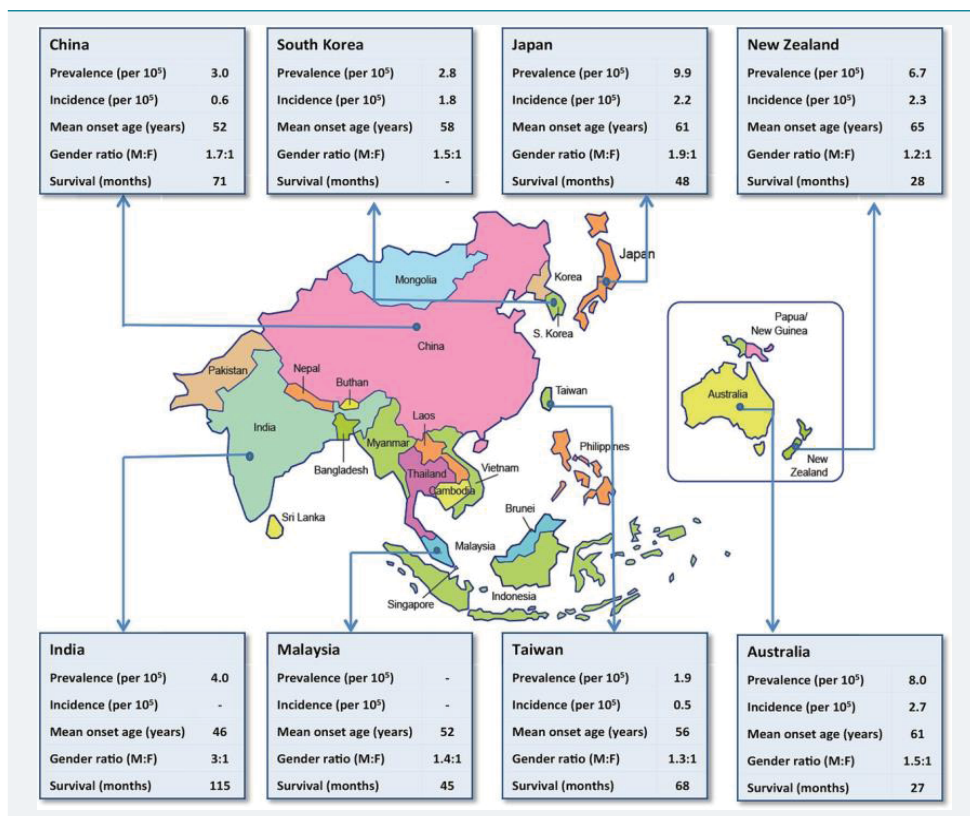 China
Prevalence (per 10⁵) 3.0
Incidence (per 10⁵) 0.6
Mean onset age (years) 52
Gender ratio (M:F) 1.7:1
Survival (months) 71
South Korea
Prevalence (per 10⁵) 2.8
Incidence (per 10⁵) 1.8
Mean onset age (years) 58
Gender ratio (M:F) 1.5:1
Survival (months) -
Japan
Prevalence (per 10⁵) 9.9
Incidence (per 10⁵) 2.2
Mean onset age (years) 61
Gender ratio (M:F) 1.9:1
Survival (months) 48
New Zealand
Prevalence (per 10⁵) 6.7
Incidence (per 10⁵) 2.3
Mean onset age (years) 65
Gender ratio (M:F) 1.2:1
Survival (months) 28
Mongolia
Korea
Japan
S. Korea
China
Papua/
New Guinea
Pakistan
Nepal
Buthan
Taiwan
Australia
India
Laos
Myanmar
Bangladesh
Thailand
Vietnam
Cambodia
Philippines
New
Zealand
Sri Lanka
Brunei
Malaysia
Singapore
Indonesia
India
Prevalence (per 10⁵) 4.0
Incidence (per 10⁵) -
Mean onset age (years) 46
Gender ratio (M:F) 3:1
Survival (months) 115
Malaysia
Prevalence (per 10⁵) -
Incidence (per 10⁵) -
Mean onset age (years) 52
Gender ratio (M:F) 1.4:1
Survival (months) 45
Taiwan
Prevalence (per 10⁵) 1.9
Incidence (per 10⁵) 0.5
Mean onset age (years) 56
Gender ratio (M:F) 1.3:1
Survival (months) 68
Australia
Prevalence (per 10⁵) 8.0
Incidence (per 10⁵) 2.7
Mean onset age (years) 61
Gender ratio (M:F) 1.5:1
Survival (months) 27